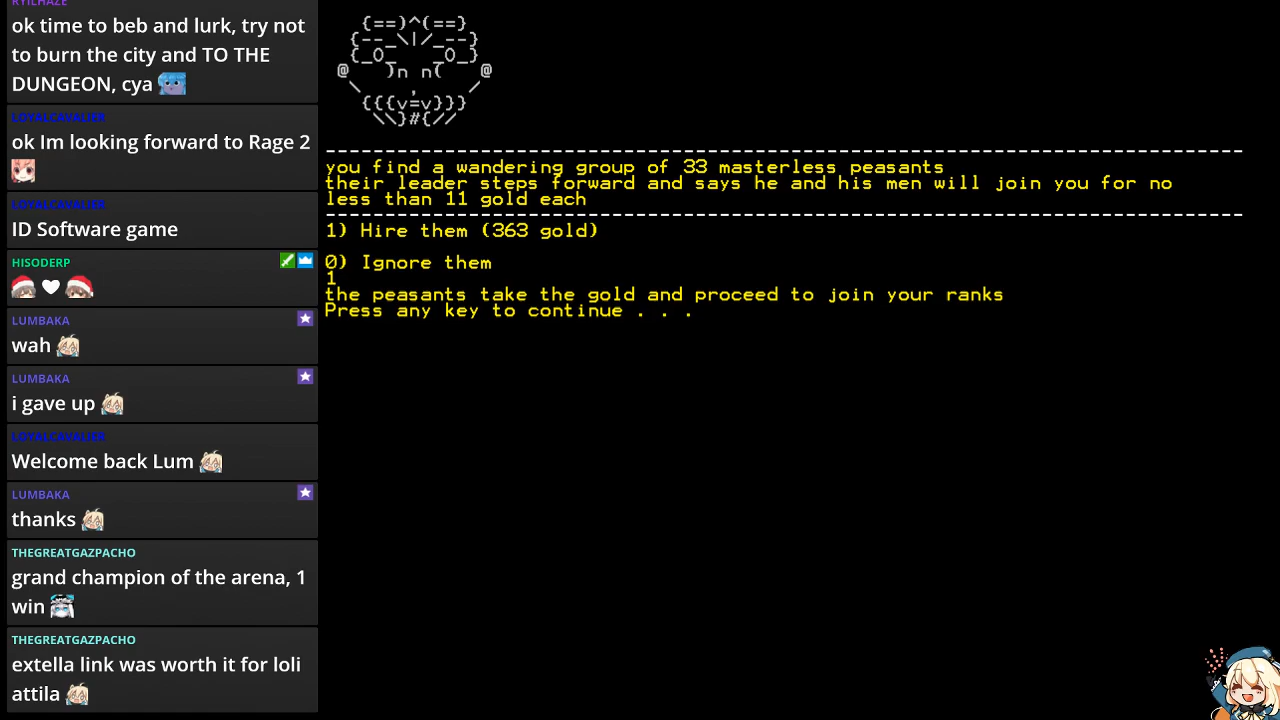 RYILHAZE
ok time to beb and lurk, try not
to burn the city and TO THE
DUNGEON, cya
LOYALCAVALIER
ok Im looking forward to Rage 2
LOYALCAVALIER
ID Software game
HISODERP
LUMBAKA
wah
LUMBAKA
i gave up
LOYALCAVALIER
Welcome back Lum
LUMBAKA
thanks
THEGREATGAZPACHO
grand champion of the arena, 1
win
THEGREATGAZPACHO
extella link was worth it for loli
attila
{==}^(==}
{-- _\|/_ --}
{_O_  _O_}
@ )n n( @
\ , /
{{{v=v}}}
\\}#{//
you find a wandering group of 33 masterless peasants
their leader steps forward and says he and his men will join you for no
less than 11 gold each
1) Hire them (363 gold)
0) Ignore them
1
the peasants take the gold and proceed to join your ranks
Press any key to continue . . .